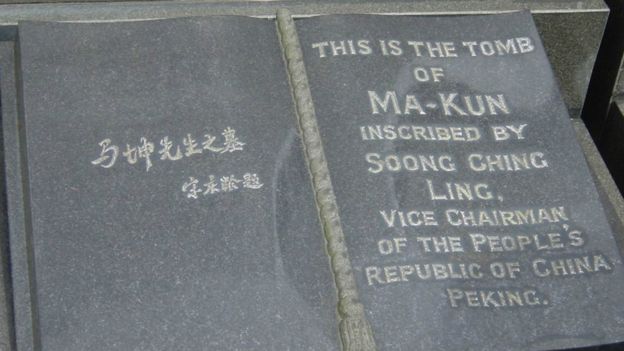 马坤先生之墓
宋庆龄题
THIS IS THE TOMB
OF
MA-KUN
INSCRIBED BY
SOONG CHING
LING,
VICE CHAIRMAN
OF THE PEOPLE'S
REPUBLIC OF CHINA
PEKING.